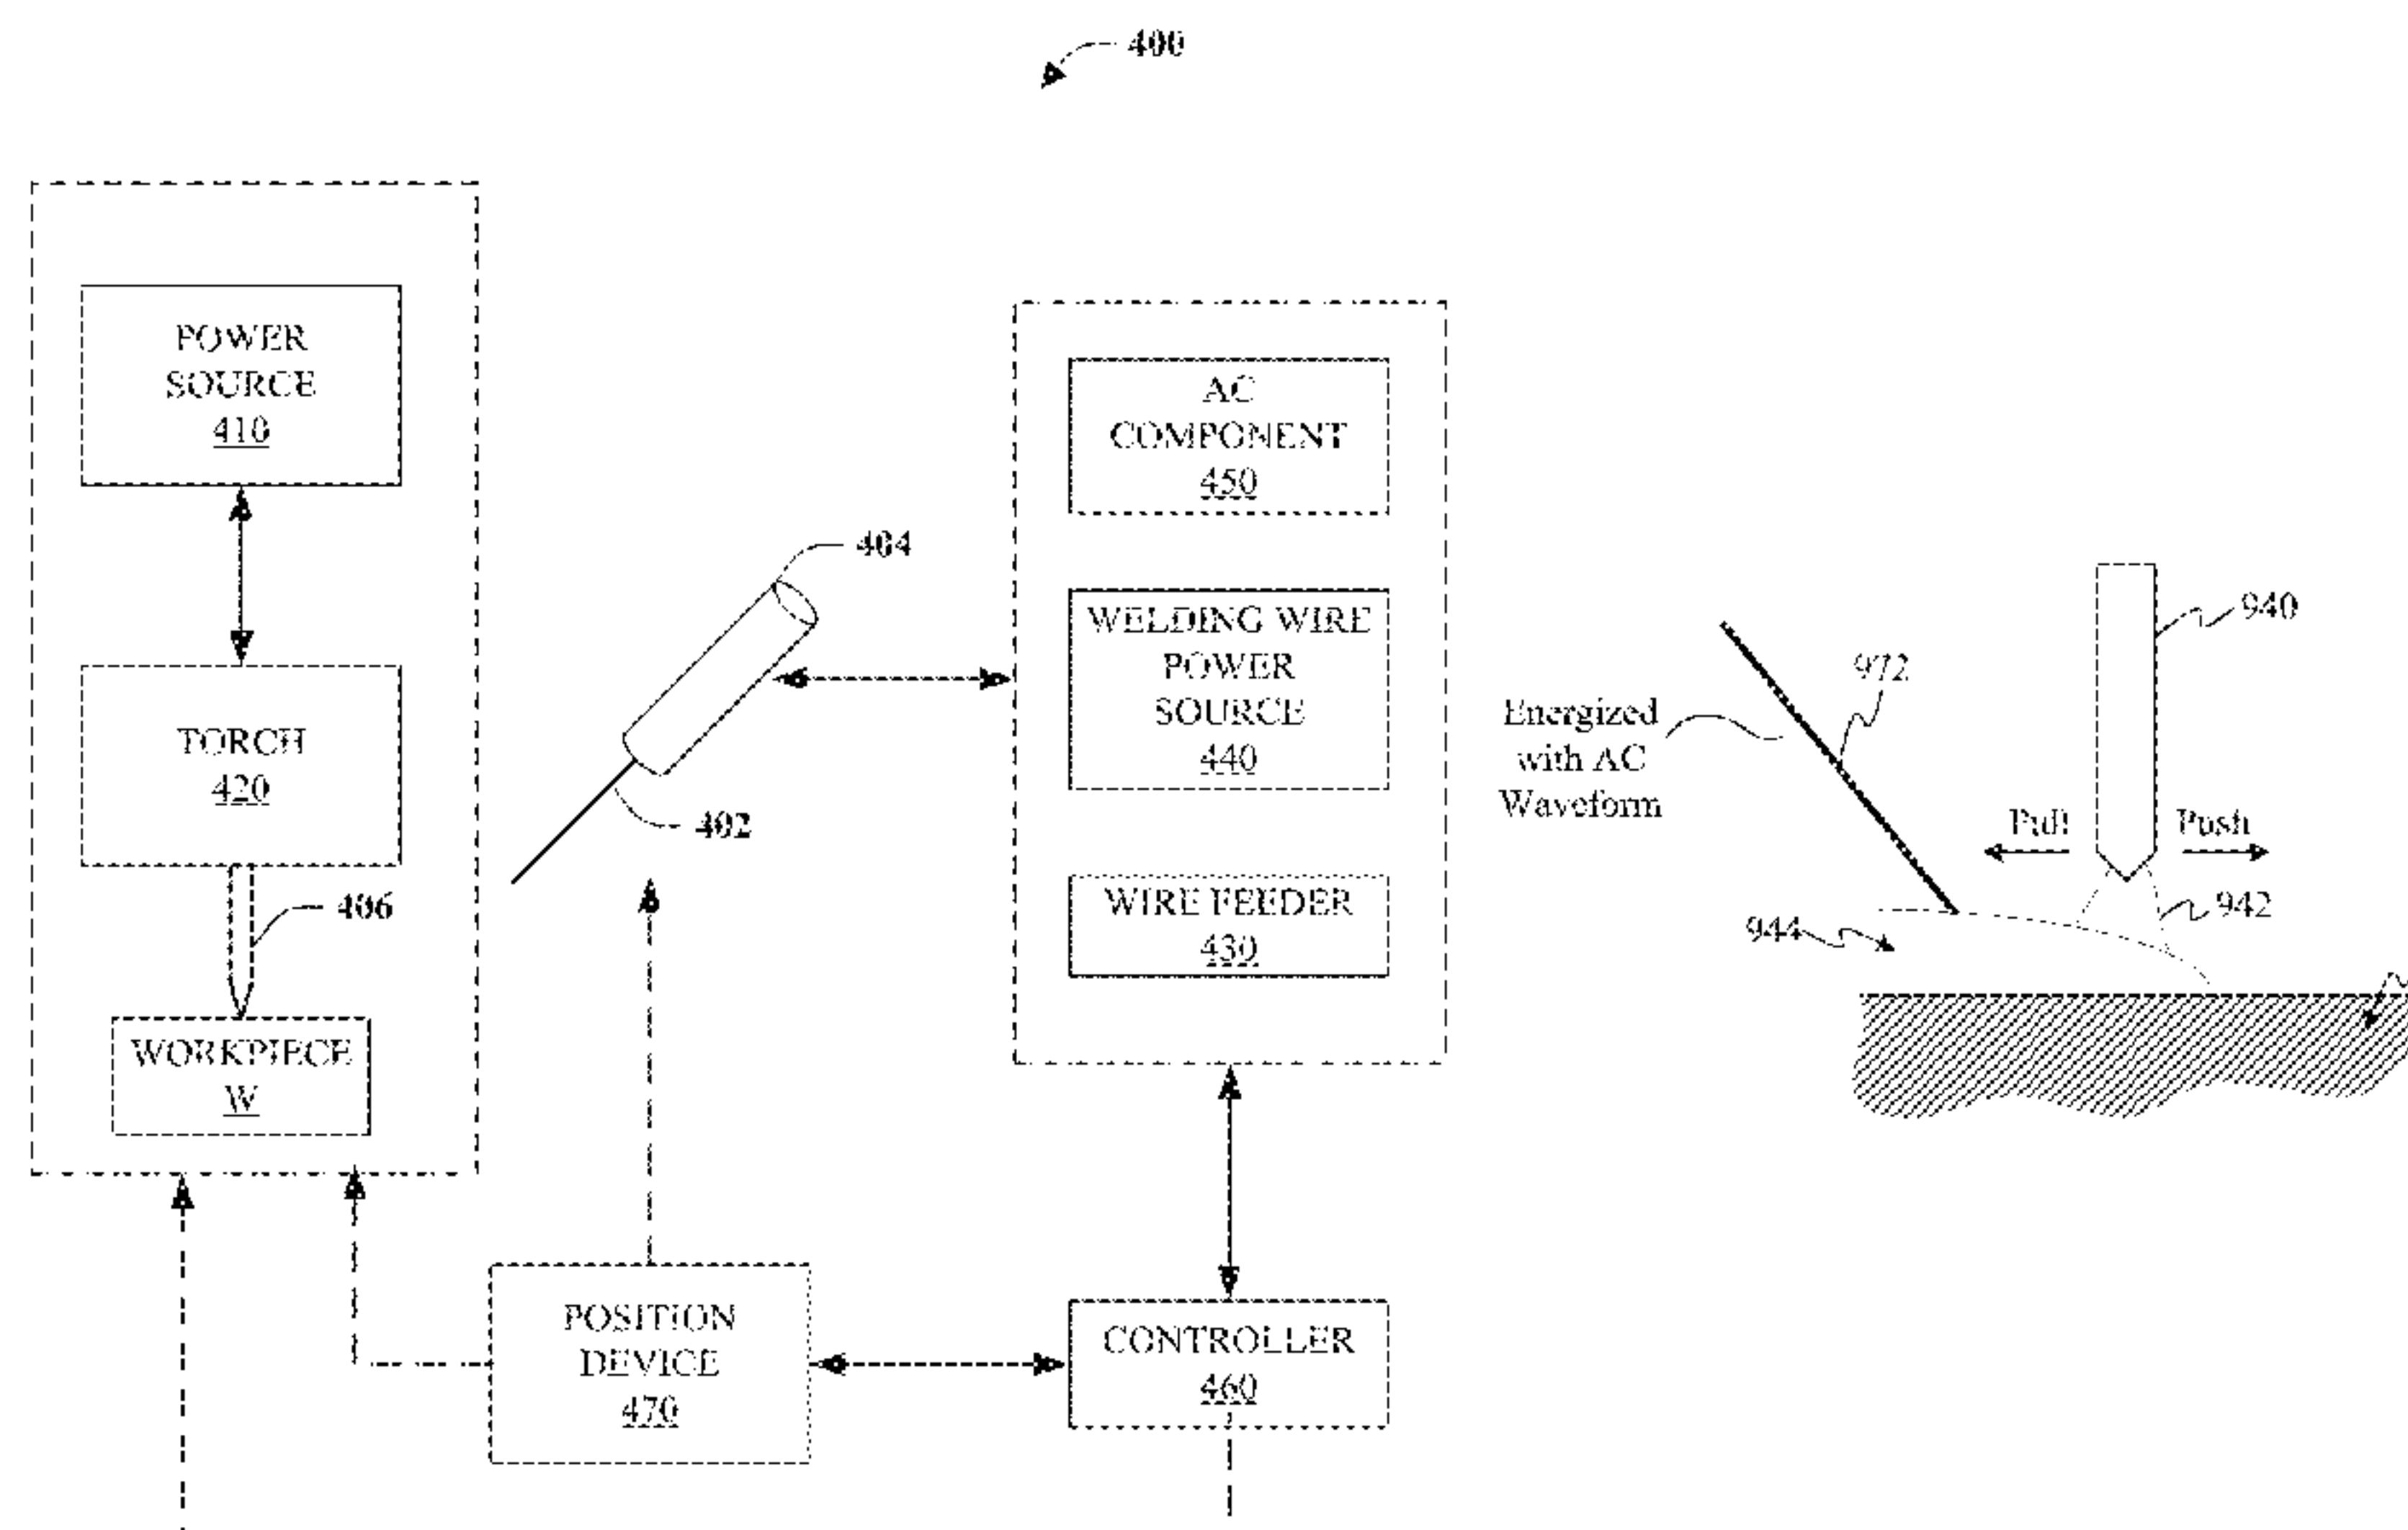 400
POWER
SOURCE
410
TORCH
420
406
WORKPIECE
W
404
402
AC
COMPONENT
450
WELDING WIRE
POWER
SOURCE
440
WIRE FEEDER
430
POSITION
DEVICE
470
CONTROLLER
460
940
972
Energized
with AC
Waveform
Pull
Push
942
944